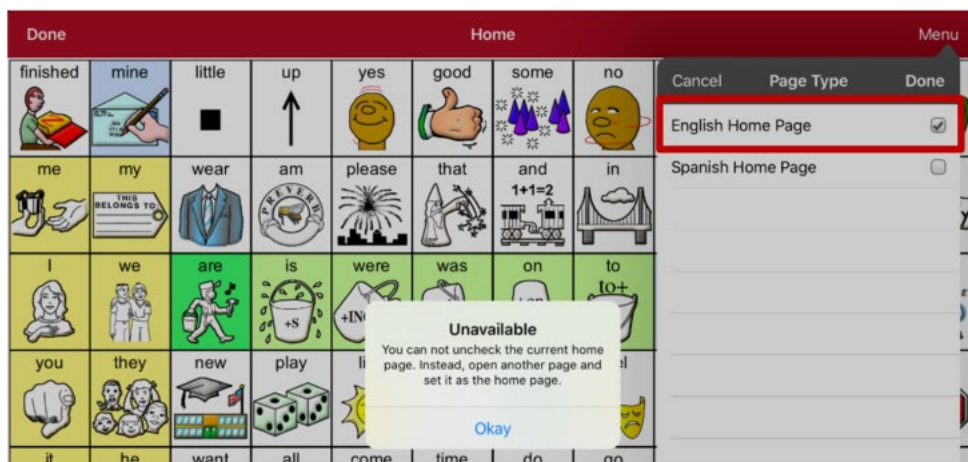 Done Home Menu
finished mine little up yes good some no
Cancel Page Type Done
English Home Page
me my wear am please that and in
THIS BELONGS TO
PREVERB
1+1=2
Spanish Home Page
I we are is were was on to
+S
to+
Unavailable
You can not uncheck the current home
page. Instead, open another page and
set it as the home page.
you they new play
Okay
it he want all come time do go